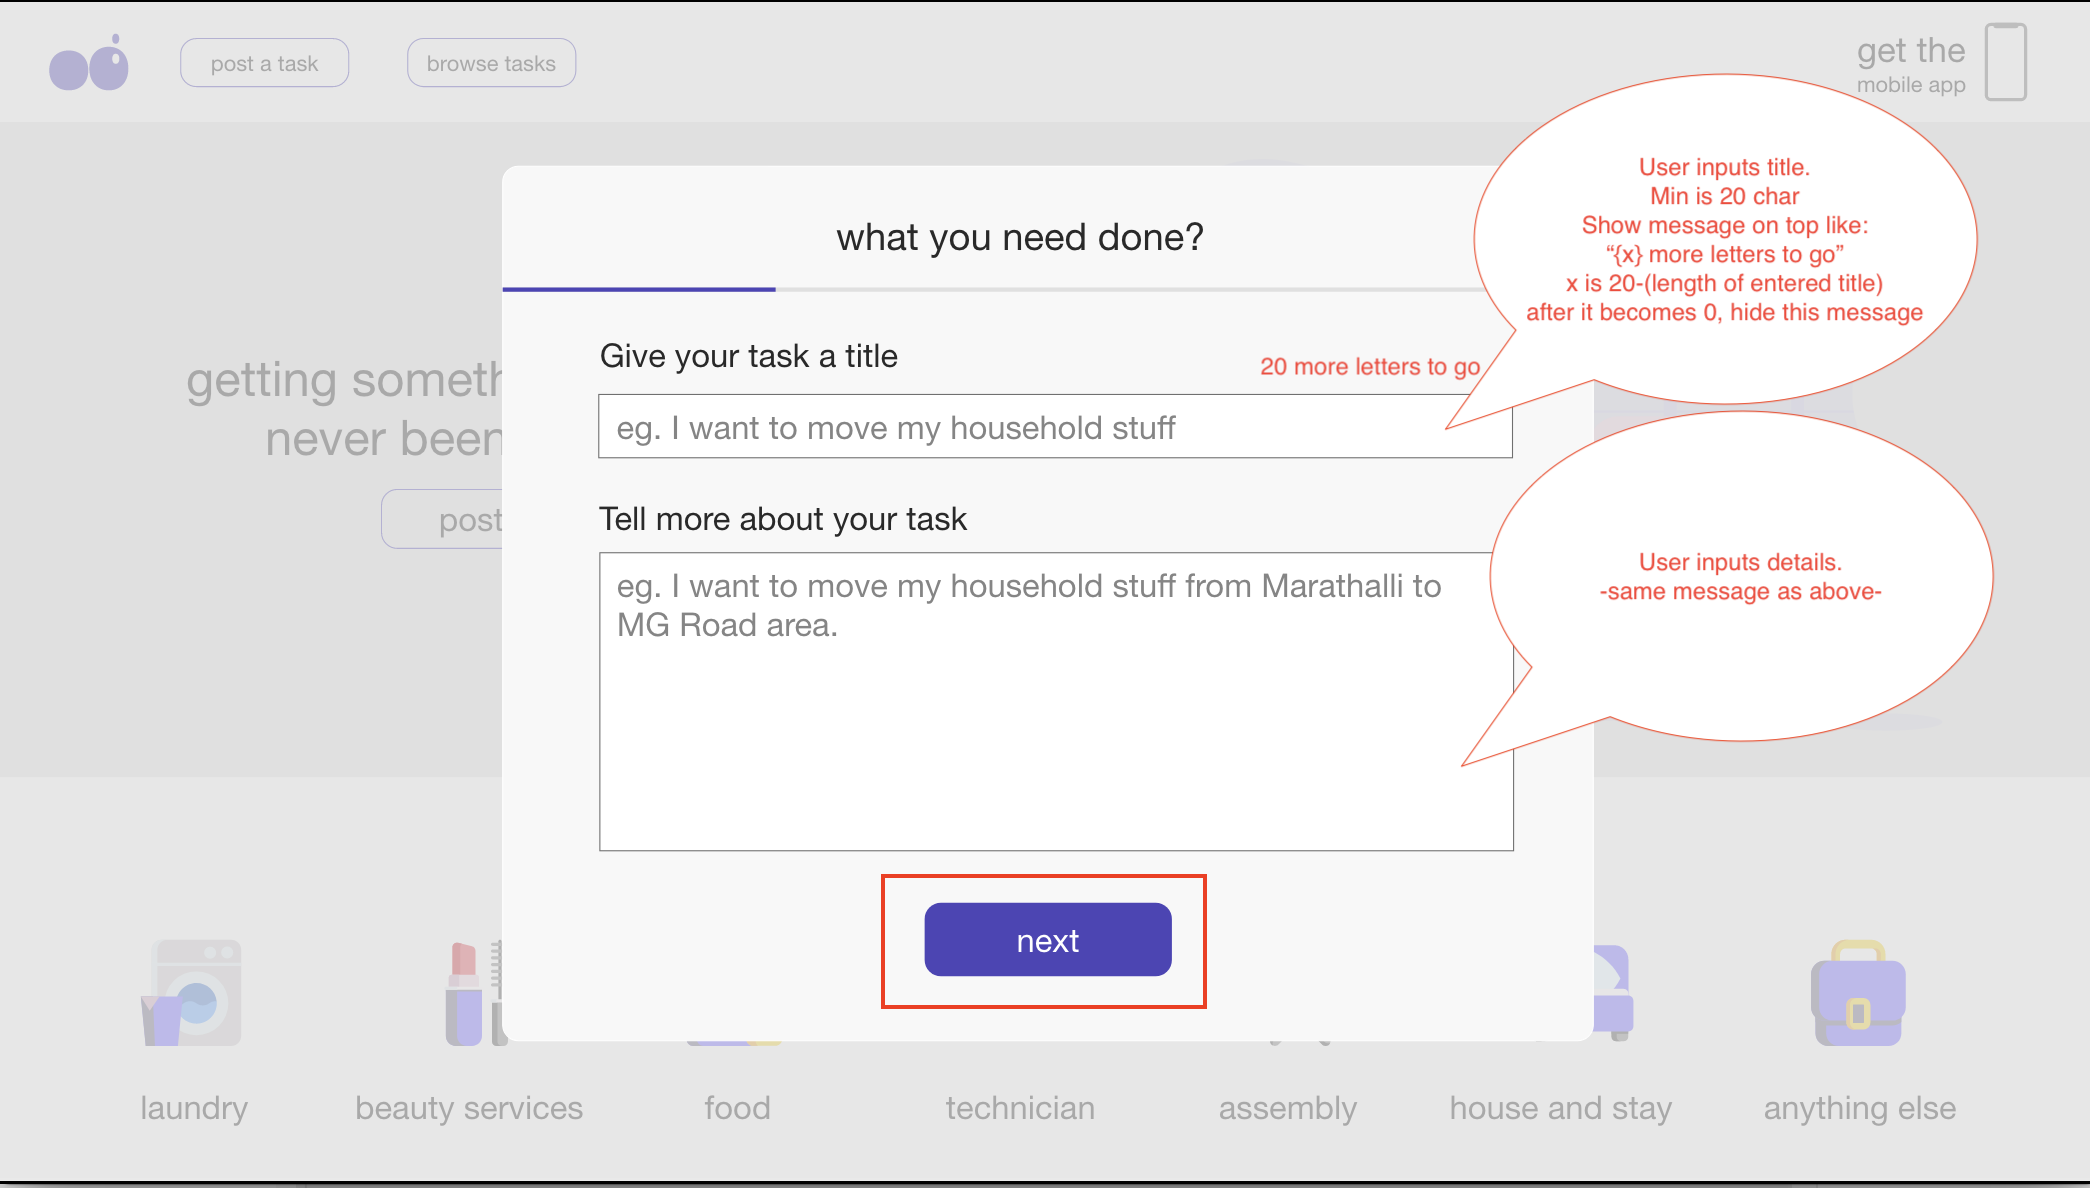 post a task
browse tasks
get the
mobile app
what you need done?
User inputs title.
Min is 20 char
Show message on top like:
“{x} more letters to go”
x is 20-(length of entered title)
after it becomes 0, hide this message
Give your task a title
20 more letters to go
eg. I want to move my household stuff
getting someth
never been
post
Tell more about your task
eg. I want to move my household stuff from Marathalli to
MG Road area.
User inputs details.
-same message as above-
next
laundry
beauty services
food
technician
assembly
house and stay
anything else